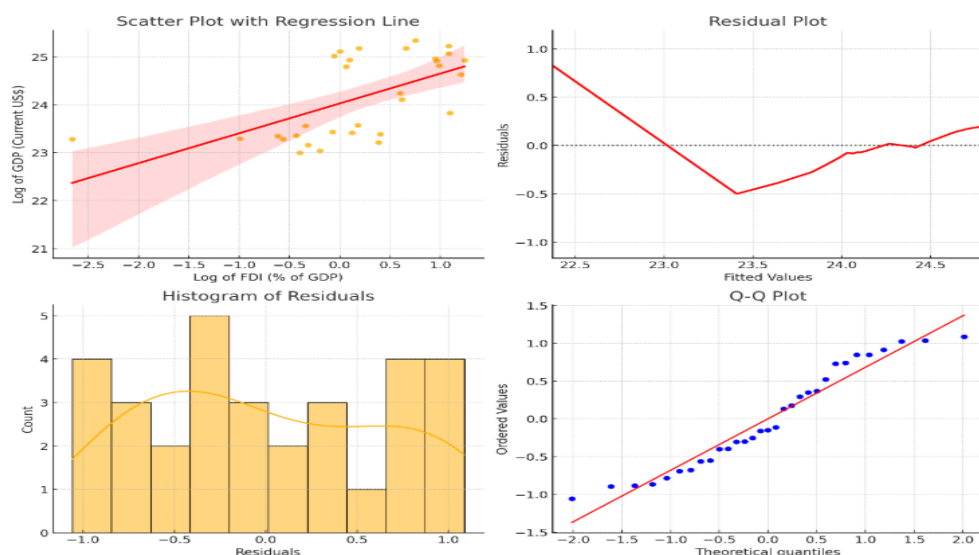 Scatter Plot with Regression Line
Log of GDP (Current US$)
25
24
23
22
21
−2.5 −2.0 −1.5 −1.0 −0.5 0.0 0.5 1.0
Log of FDI (% of GDP)
Residual Plot
Residuals
1.0
0.5
0.0
−0.5
−1.0
22.5 23.0 23.5 24.0 24.5
Fitted Values
Histogram of Residuals
Count
5
4
3
2
1
0
−1.0 −0.5 0.0 0.5 1.0
Residuals
Q-Q Plot
Ordered Values
1.5
1.0
0.5
0.0
−0.5
−1.0
−1.5
−2.0 −1.5 −1.0 −0.5 0.0 0.5 1.0 1.5 2.0
Theoretical quantiles